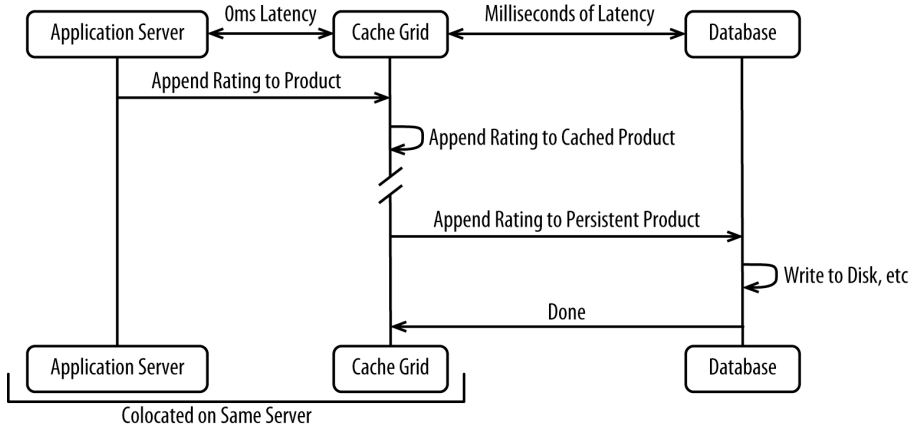 0ms Latency
Milliseconds of Latency
Application Server
Cache Grid
Database
Append Rating to Product
Append Rating to Cached Product
Append Rating to Persistent Product
Write to Disk, etc
Done
Application Server
Cache Grid
Database
Colocated on Same Server